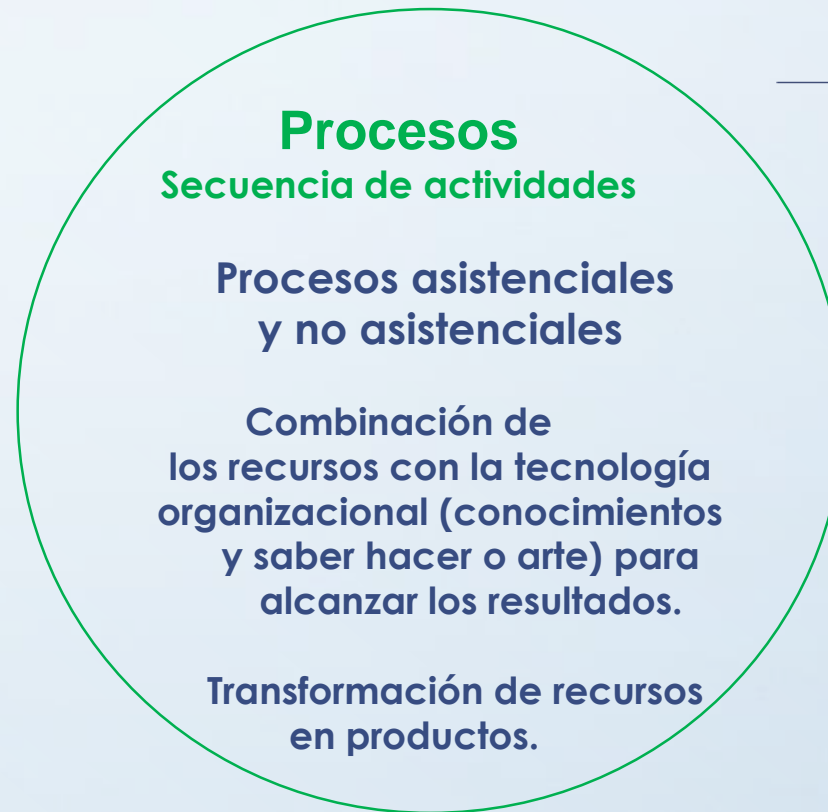 Procesos
Secuencia de actividades
Procesos asistenciales
y no asistenciales
Combinación de
los recursos con la tecnología
organizacional (conocimientos
y saber hacer o arte) para
alcanzar los resultados.
Transformación de recursos
en productos.